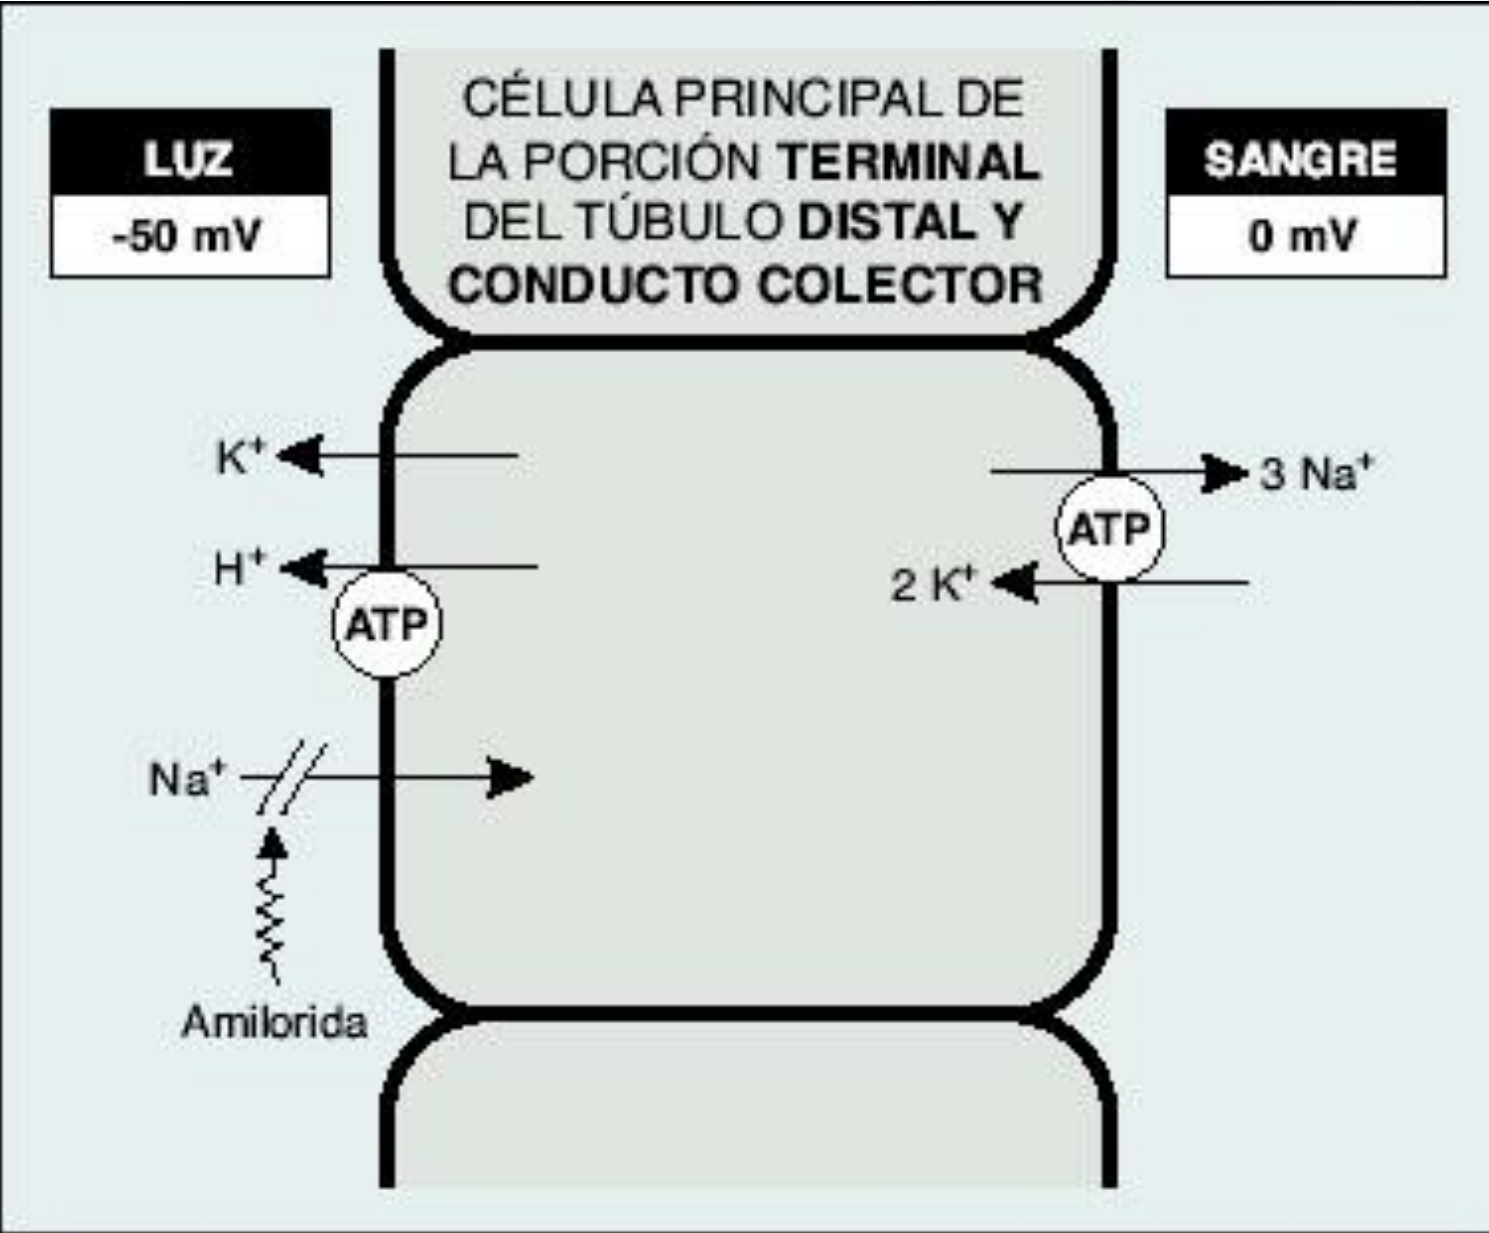 CÉLULA PRINCIPAL DE
LA PORCIÓN TERMINAL
DEL TÚBULO DISTAL Y
CONDUCTO COLECTOR
LUZ
-50 mV
SANGRE
0 mV
K⁺
H⁺
ATP
Na⁺
Amilorida
3 Na⁺
ATP
2 K⁺